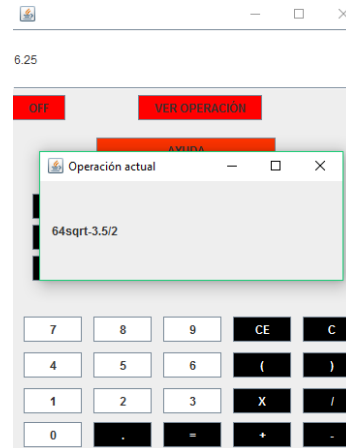 6.25
OFF VER OPERACIÓN
AYUDA
Operación actual
64sqrt-3.5/2
7 8 9 CE C
4 5 6 ( )
1 2 3 X /
0 . = + -